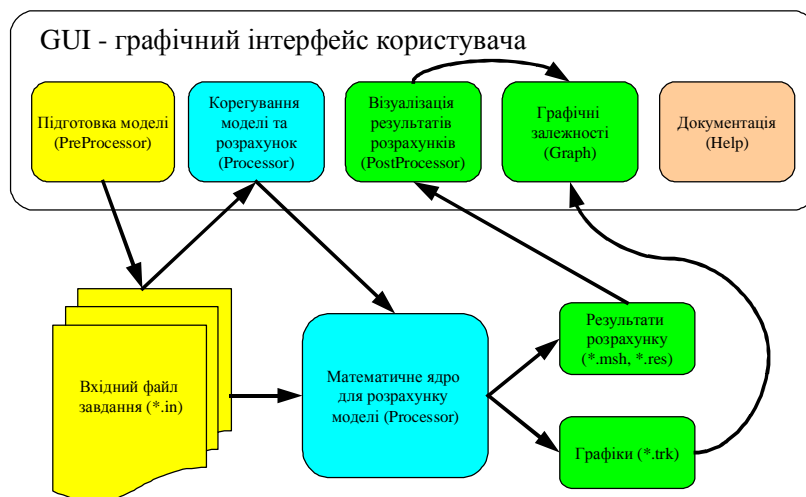 GUI - графічний інтерфейс користувача
Підготовка моделі
(PreProcessor)
Корегування
моделі та
розрахунок
(Processor)
Візуалізація
результатів
розрахунків
(PostProcessor)
Графічні
залежності
(Graph)
Документація
(Help)
Вхідний файл
завдання (*.in)
Математичне ядро
для розрахунку
моделі (Processor)
Результати
розрахунку
(*.msh, *.res)
Графіки (*.trk)